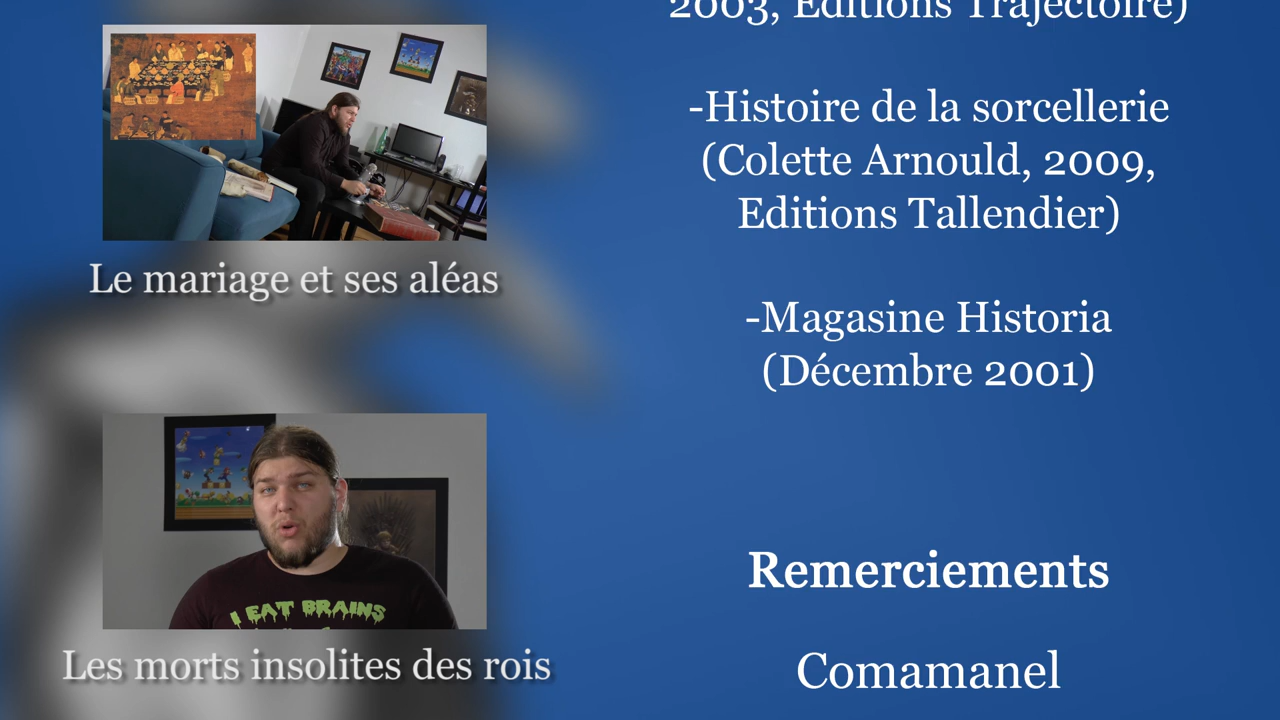 2003, Editions Trajectoire)
-Histoire de la sorcellerie
(Colette Arnould, 2009,
Editions Tallendier)
-Magasine Historia
(Décembre 2001)
Remerciements
Comamanel
Le mariage et ses aléas
I EAT BRAINS
Les morts insolites des rois